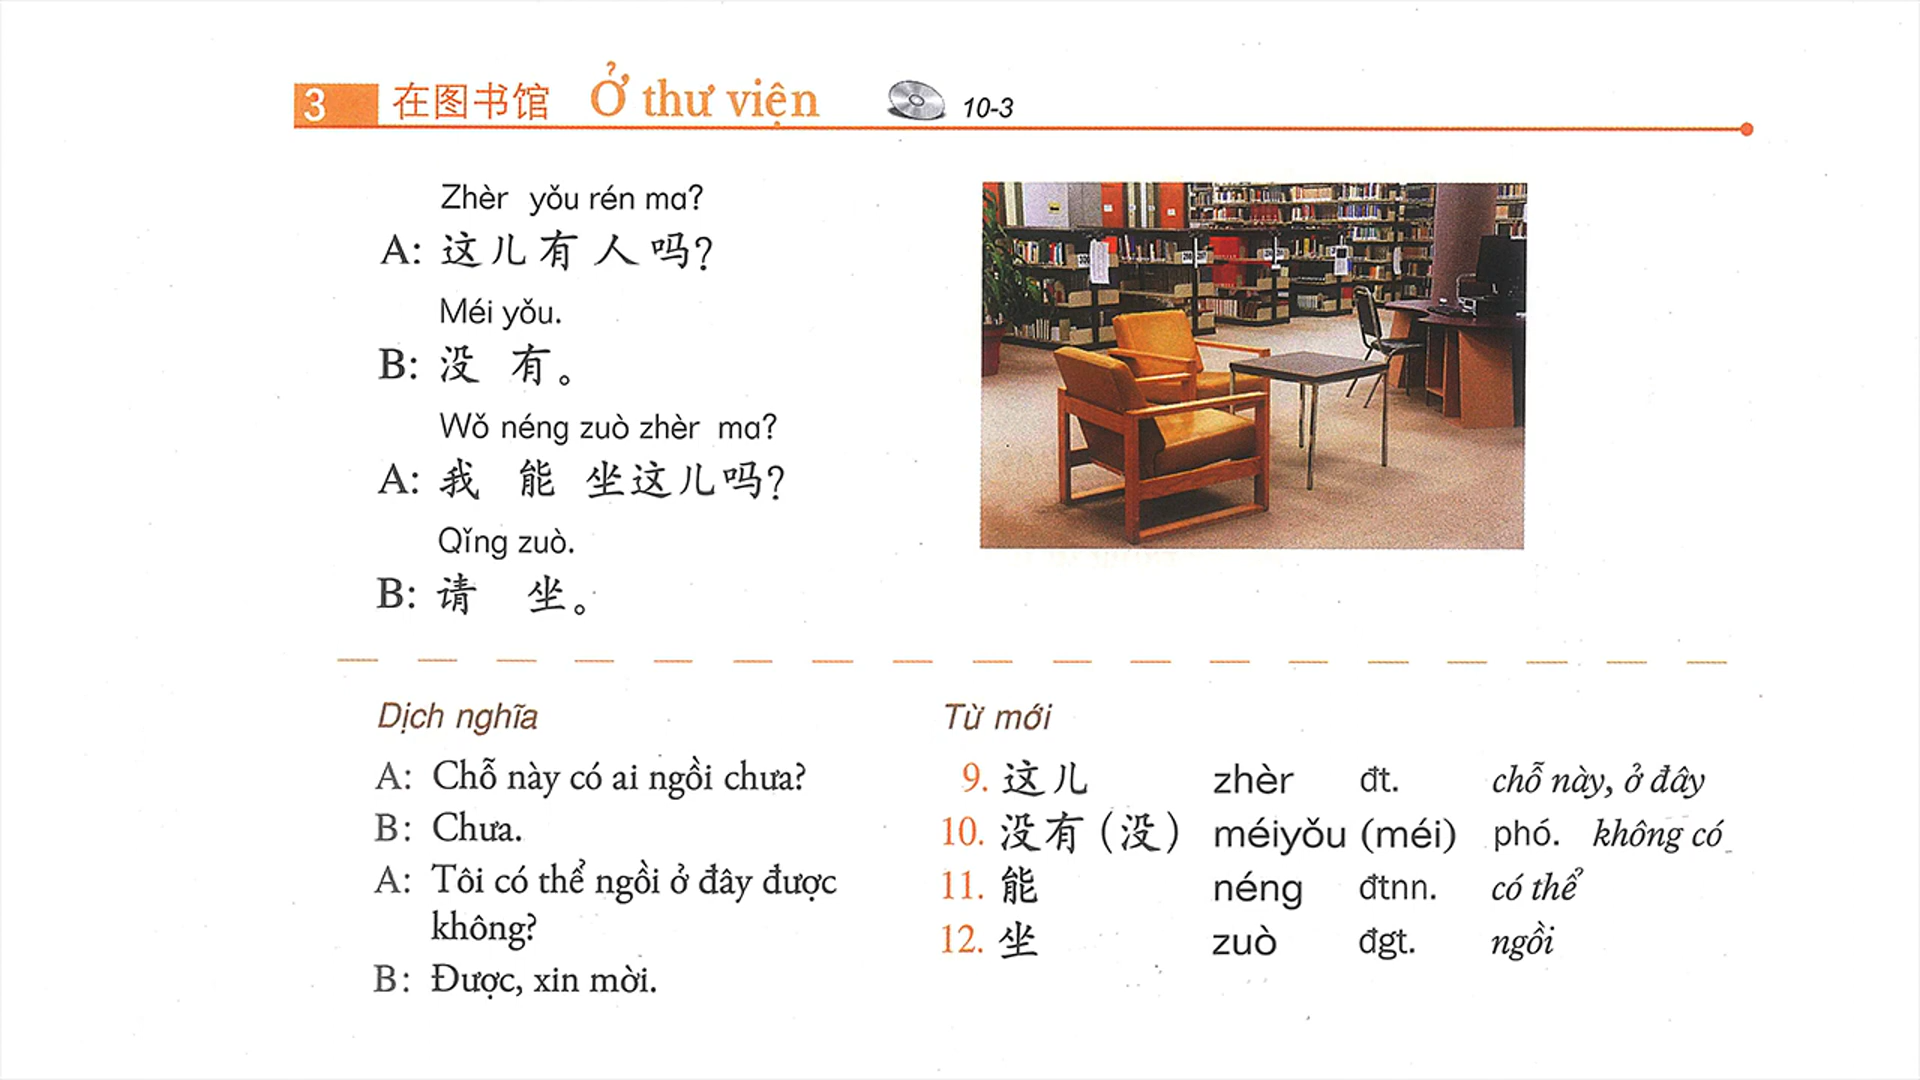 3 在图书馆 Ở thư viện 10-3
Zhèr yǒu rén ma?
A: 这儿有人吗?
Méi yǒu.
B: 没有。
Wǒ néng zuò zhèr ma?
A: 我能坐这儿吗?
Qǐng zuò.
B: 请坐。
Dịch nghĩa
A: Chỗ này có ai ngồi chưa?
B: Chưa.
A: Tôi có thể ngồi ở đây được
không?
B: Được, xin mời.
Từ mới
9. 这儿 zhèr đt. chỗ này, ở đây
10. 没有(没) méiyǒu (méi) phó. không có
11. 能 néng đtnn. có thể
12. 坐 zuò đgt. ngồi